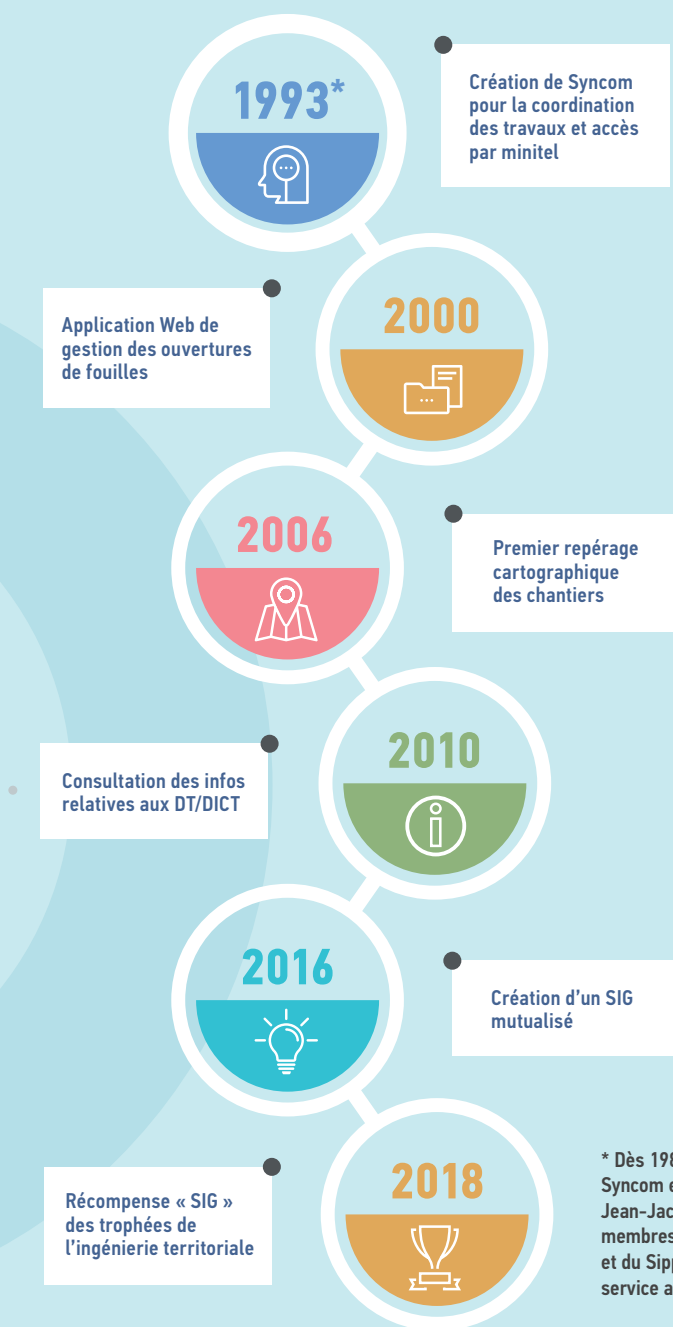 1993*
Création de Syncom
pour la coordination
des travaux et accès
par minitel
2000
Application Web de
gestion des ouvertures
de fouilles
2006
Premier repérage
cartographique
des chantiers
2010
Consultation des infos
relatives aux DT/DICT
2016
Création d’un SIG
mutualisé
2018
Récompense « SIG »
des trophées de
l’ingénierie territoriale
* Dès
Syncom
membres
et du
service